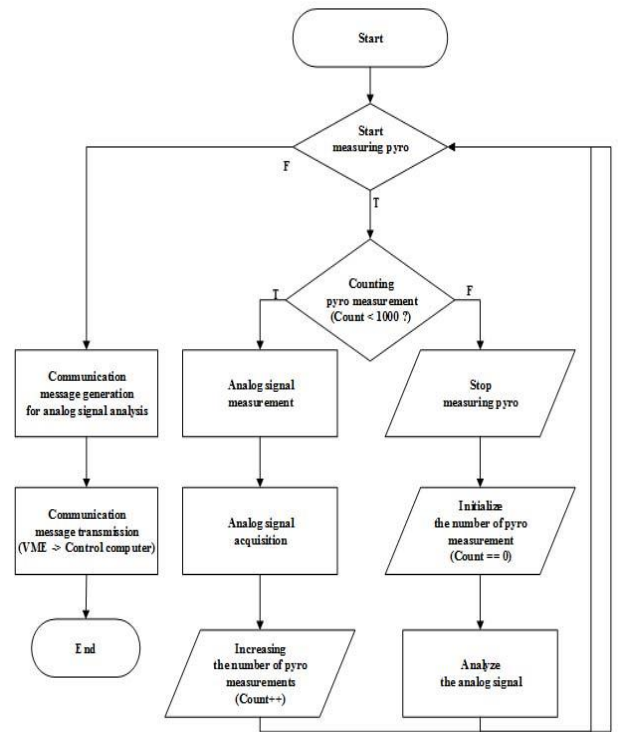 Start
Start
measuring pyro
F
T
Counting
pyro measurement
(Count < 1000 ?)
T
F
Communication
message generation
for analog signal analysis
Analog signal
measurement
Stop
measuring pyro
Communication
message transmission
(VME -> Control computer)
Analog signal
acquisition
Initialize
the number of pyro
measurement
(Count == 0)
End
Increasing
the number of pyro
measurements
(Count++)
Analyze
the analog signal